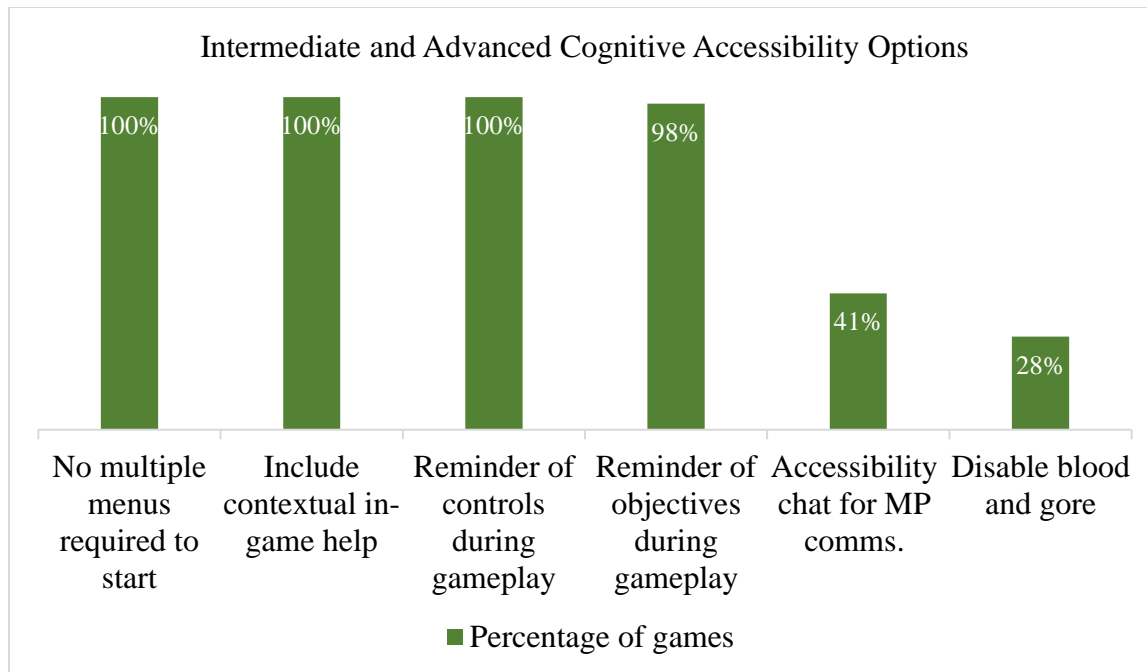 Intermediate and Advanced Cognitive Accessibility Options
100%
100%
100%
98%
41%
28%
No multiple
menus
required to
start
Include
contextual in-
game help
Reminder of
controls
during
gameplay
Reminder of
objectives
during
gameplay
Accessibility
chat for MP
comms.
Disable blood
and gore
Percentage of games